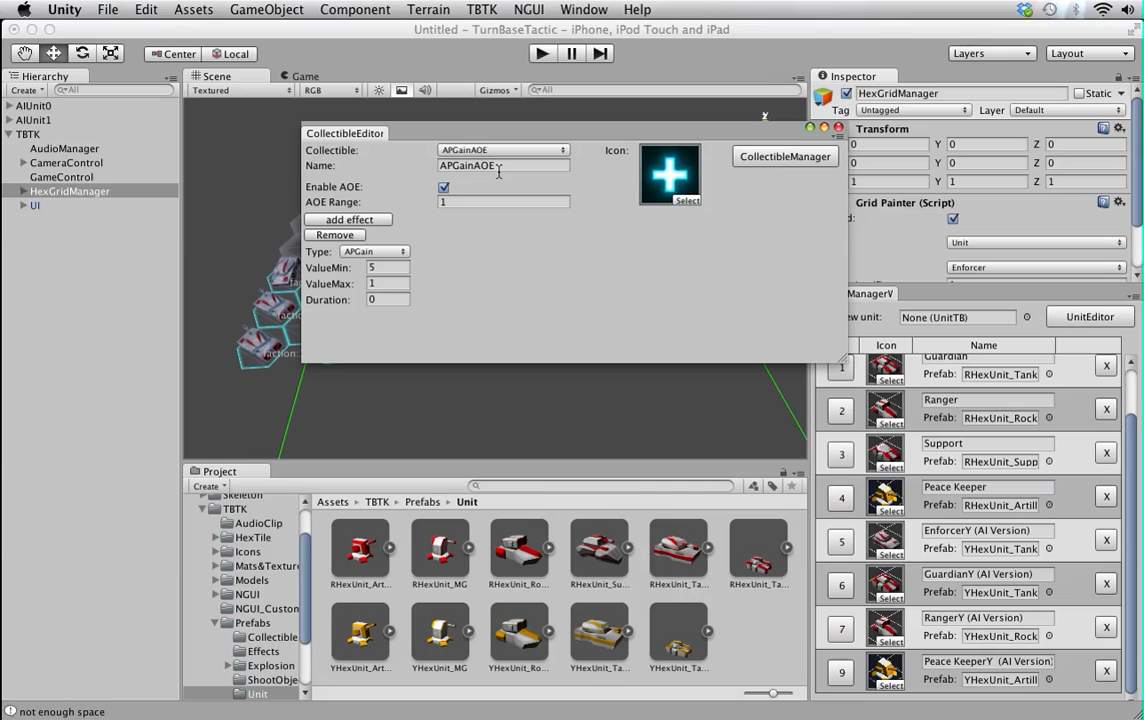 Unity File Edit Assets GameObject Component Terrain TBTK NGUI Window Help
Untitled - TurnBaseTactic - iPhone, iPod Touch and iPad
Center Local Layers Layout
Hierarchy
Create All
AIUnit0
AIUnit1
TBTK
AudioManager
CameraControl
GameControl
HexGridManager
UI
Scene Game
Textured RGB Gizmos All
CollectibleEditor
Collectible: APGainAOE
Name: APGainAOE
Icon:
Select
CollectibleManager
Enable AOE:
AOE Range: 1
add effect
Remove
Type: APGain
ValueMin: 5
ValueMax: 1
Duration: 0
Inspector
HexGridManager Static
Tag Untagged Layer Default
Transform
0 Y 0 Z 0
0 Y 0 Z 0
1 Y 1 Z 1
Grid Painter (Script)
Unit
Enforcer
ManagerV
ew unit: None (UnitTB) UnitEditor
Icon Name
1 Select Guardian X
Prefab: RHexUnit_Tank
2 Select Ranger X
Prefab: RHexUnit_Rock
3 Select Support X
Prefab: RHexUnit_Supp
4 Select Peace Keeper X
Prefab: RHexUnit_Artill
5 Select EnforcerY (AI Version) X
Prefab: YHexUnit_Tank
6 Select GuardianY (AI Version) X
Prefab: YHexUnit_Tank
7 Select RangerY (AI Version) X
Prefab: YHexUnit_Rock
9 Select Peace KeeperY (AI Version) X
Prefab: YHexUnit_Artill
Project
Create
Skeleton
TBTK
AudioClip
HexTile
Icons
Mats&Texture
Models
NGUI
NGUI_Custom
Prefabs
Collectible
Effects
Explosion
ShootObje
Unit
Assets TBTK Prefabs Unit
RHexUnit_Art... RHexUnit_MG RHexUnit_Ro... RHexUnit_Su... RHexUnit_Ta... RHexUnit_Ta...
YHexUnit_Art... YHexUnit_MG YHexUnit_Ro... YHexUnit_Ta... YHexUnit_Ta...
not enough space